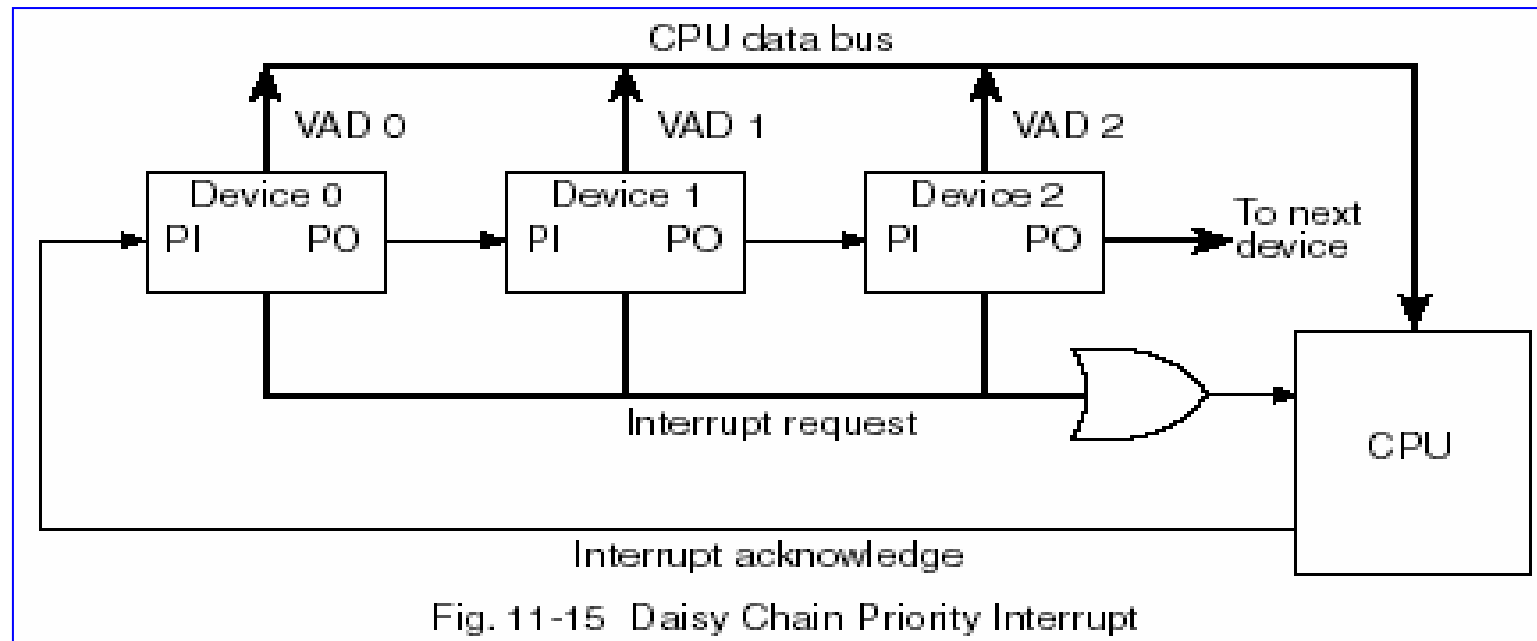 CPU data bus
VAD 0
VAD 1
VAD 2
Device 0
PI
PO
Device 1
PI
PO
Device 2
PI
PO
To next
device
Interrupt request
CPU
Interrupt acknowledge
Fig. 11-15 Daisy Chain Priority Interrupt